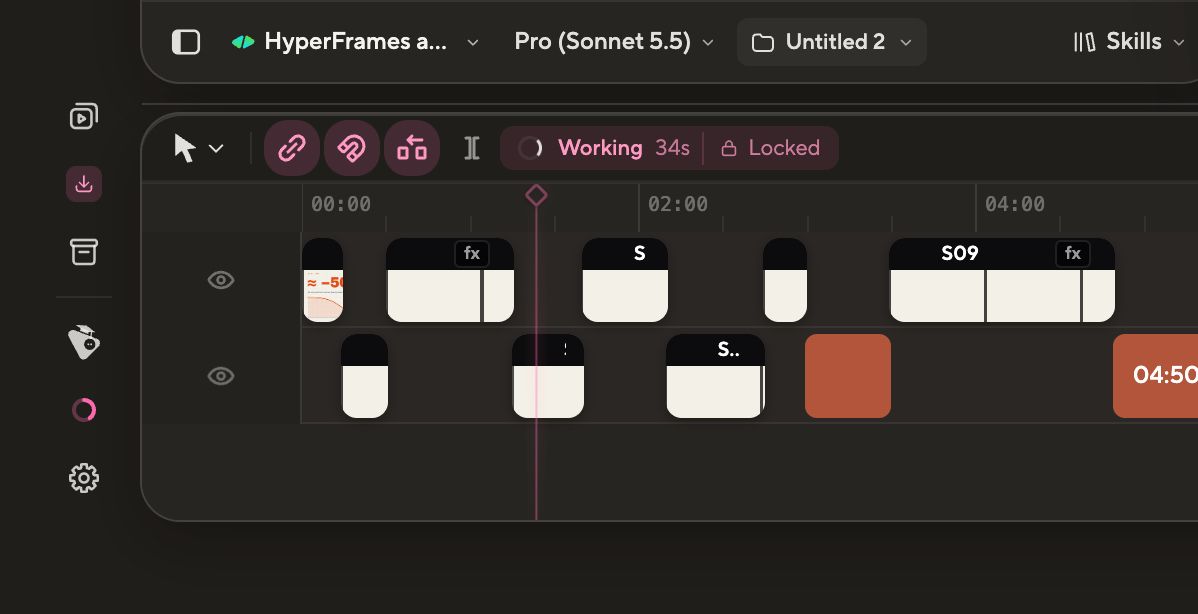 HyperFrames a... Pro (Sonnet 5.5) Untitled 2 Skills
Working 34s Locked
00:00 02:00 04:00
fx S S09 fx
≈ –50
S..
04:50